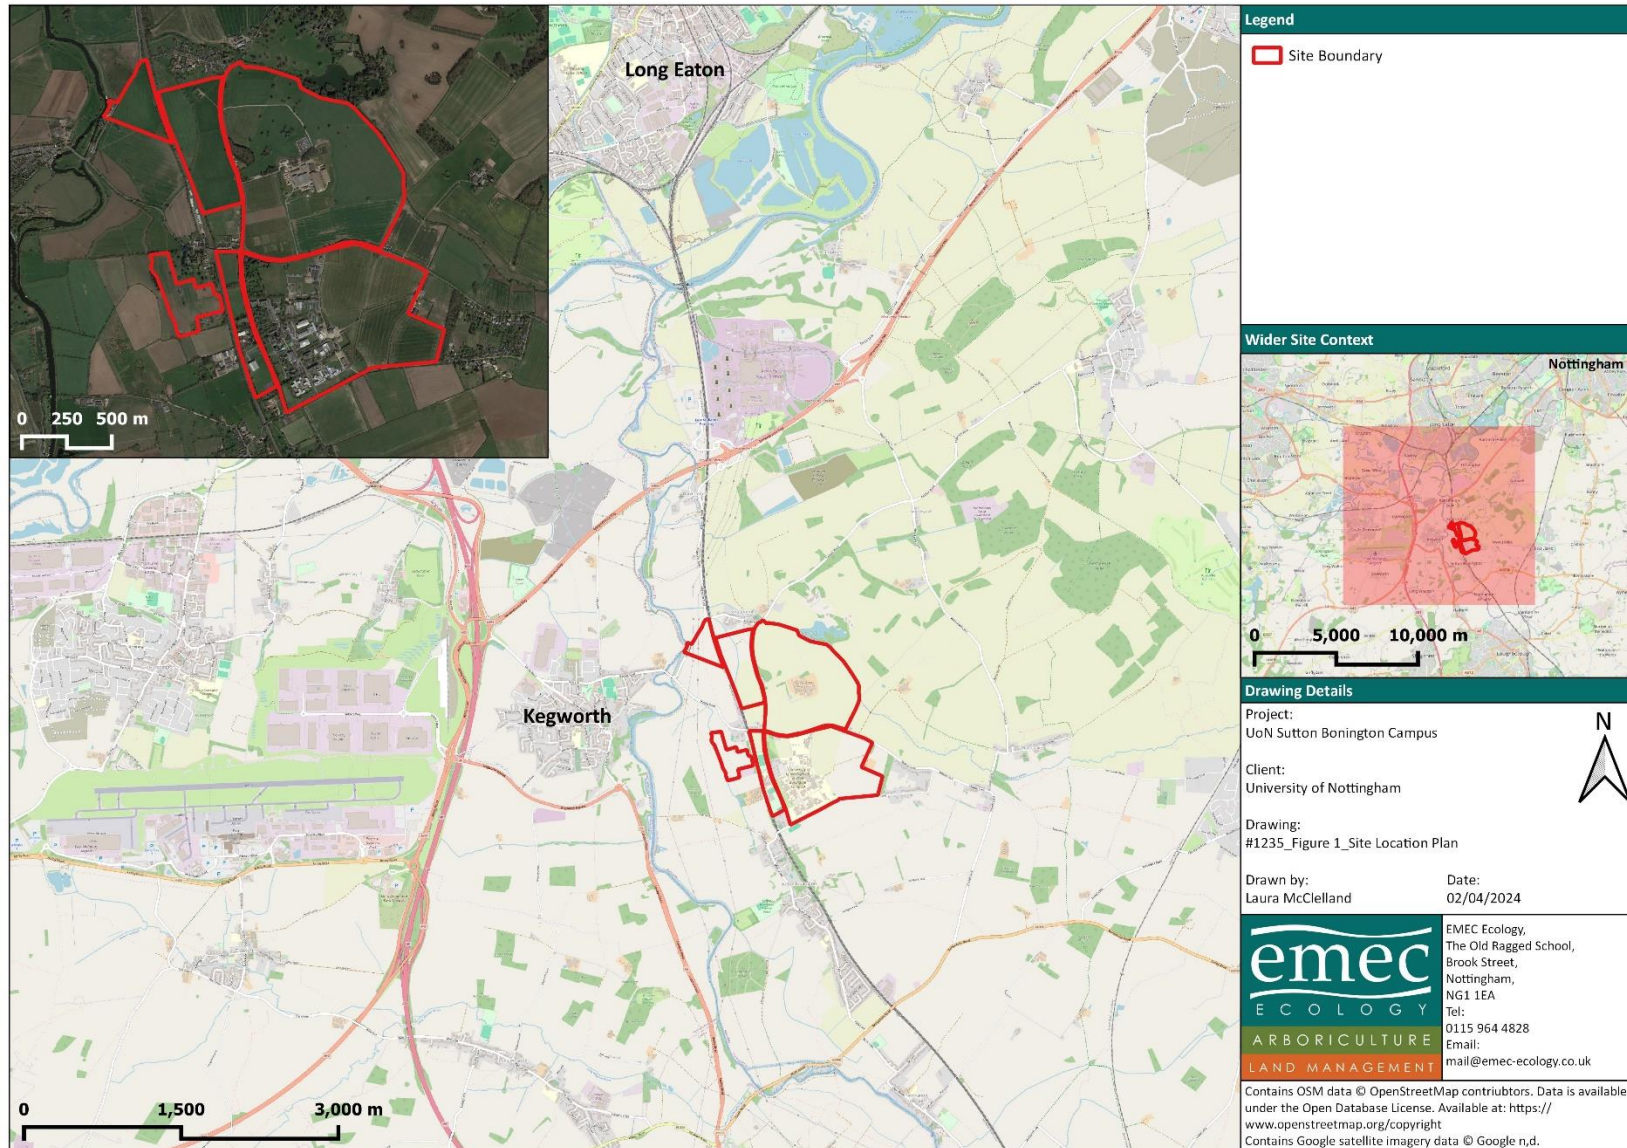 Long Eaton
Kegworth
0 250 500 m
0 1,500 3,000 m
Legend
Site Boundary
Wider Site Context
Nottingham
0 5,000 10,000 m
Drawing Details
Project:
UoN Sutton Bonington Campus
N
Client:
University of Nottingham
Drawing:
#1235_Figure 1_Site Location Plan
Drawn by:
Laura McClelland
Date:
02/04/2024
emec
ECOLOGY
ARBORICULTURE
LAND MANAGEMENT
EMEC Ecology,
The Old Ragged School,
Brook Street,
Nottingham,
NG1 1EA
Tel:
0115 964 4828
Email:
mail@emec-ecology.co.uk
Contains OSM data © OpenStreetMap contriubtors. Data is available
under the Open Database License. Available at: https://
www.openstreetmap.org/copyright
Contains Google satellite imagery data © Google n,d.